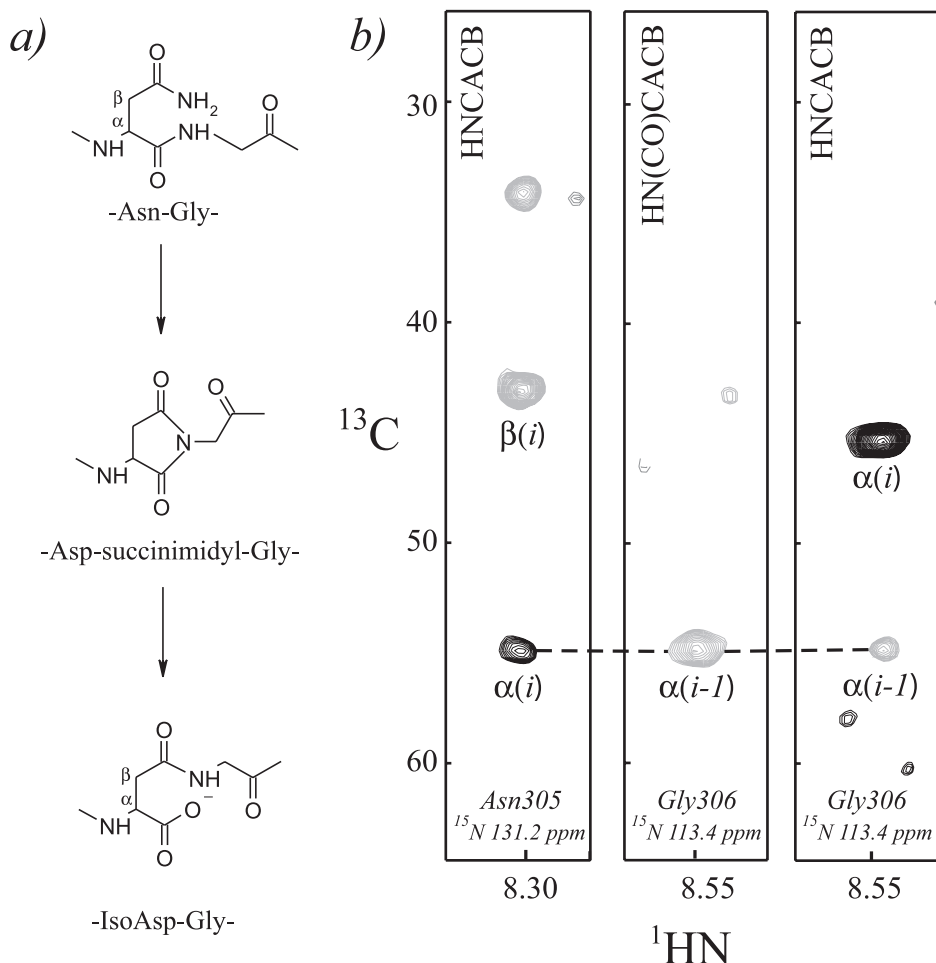 a)
O
β
α
NH₂
NH
NH
O
O
-Asn-Gly-
O
O
N
NH
O
-Asp-succinimidyl-Gly-
O
β
α
NH
NH
O⁻
O
O
-IsoAsp-Gly-
b)
HNCACB
HN(CO)CACB
HNCACB
30
40
¹³C
50
60
β(i)
α(i)
α(i)
α(i-1)
α(i-1)
Asn305
¹⁵N 131.2 ppm
Gly306
¹⁵N 113.4 ppm
Gly306
¹⁵N 113.4 ppm
8.30
8.55
8.55
¹HN